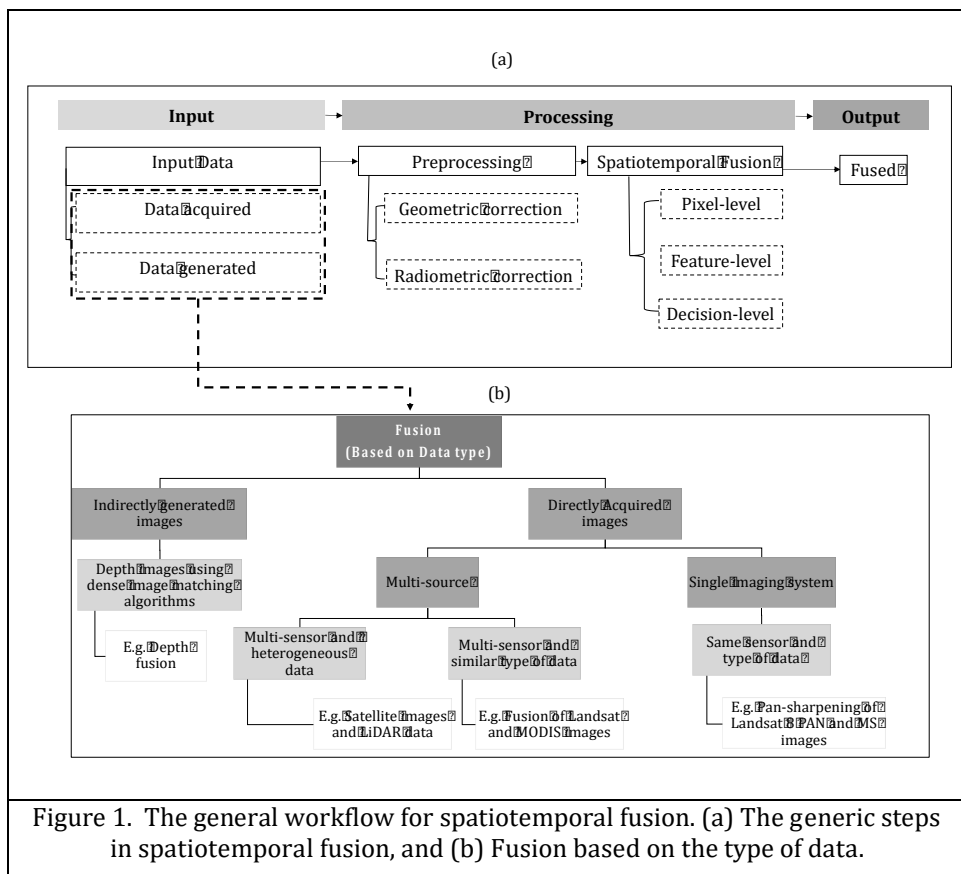 (a)
Input
Processing
Output
Input Data
Preprocessing
Spatiotemporal Fusion
Fused
Data acquired
Data generated
Geometric correction
Radiometric correction
Pixel-level
Feature-level
Decision-level
(b)
Fusion
(Based on Data type)
Indirectly generated
images
Directly Acquired
images
Depth images using
dense image matching
algorithms
Multi-source
Single imaging system
E.g. Depth
fusion
Multi-sensor and
heterogeneous
data
Multi-sensor and
similar type of data
Same sensor and
type of data
E.g. Satellite images
and LiDAR data
E.g. Fusion of Landsat
and MODIS images
E.g. Pan-sharpening of
Landsat 8 PAN and MS
images
Figure 1. The general workflow for spatiotemporal fusion. (a) The generic steps
in spatiotemporal fusion, and (b) Fusion based on the type of data.